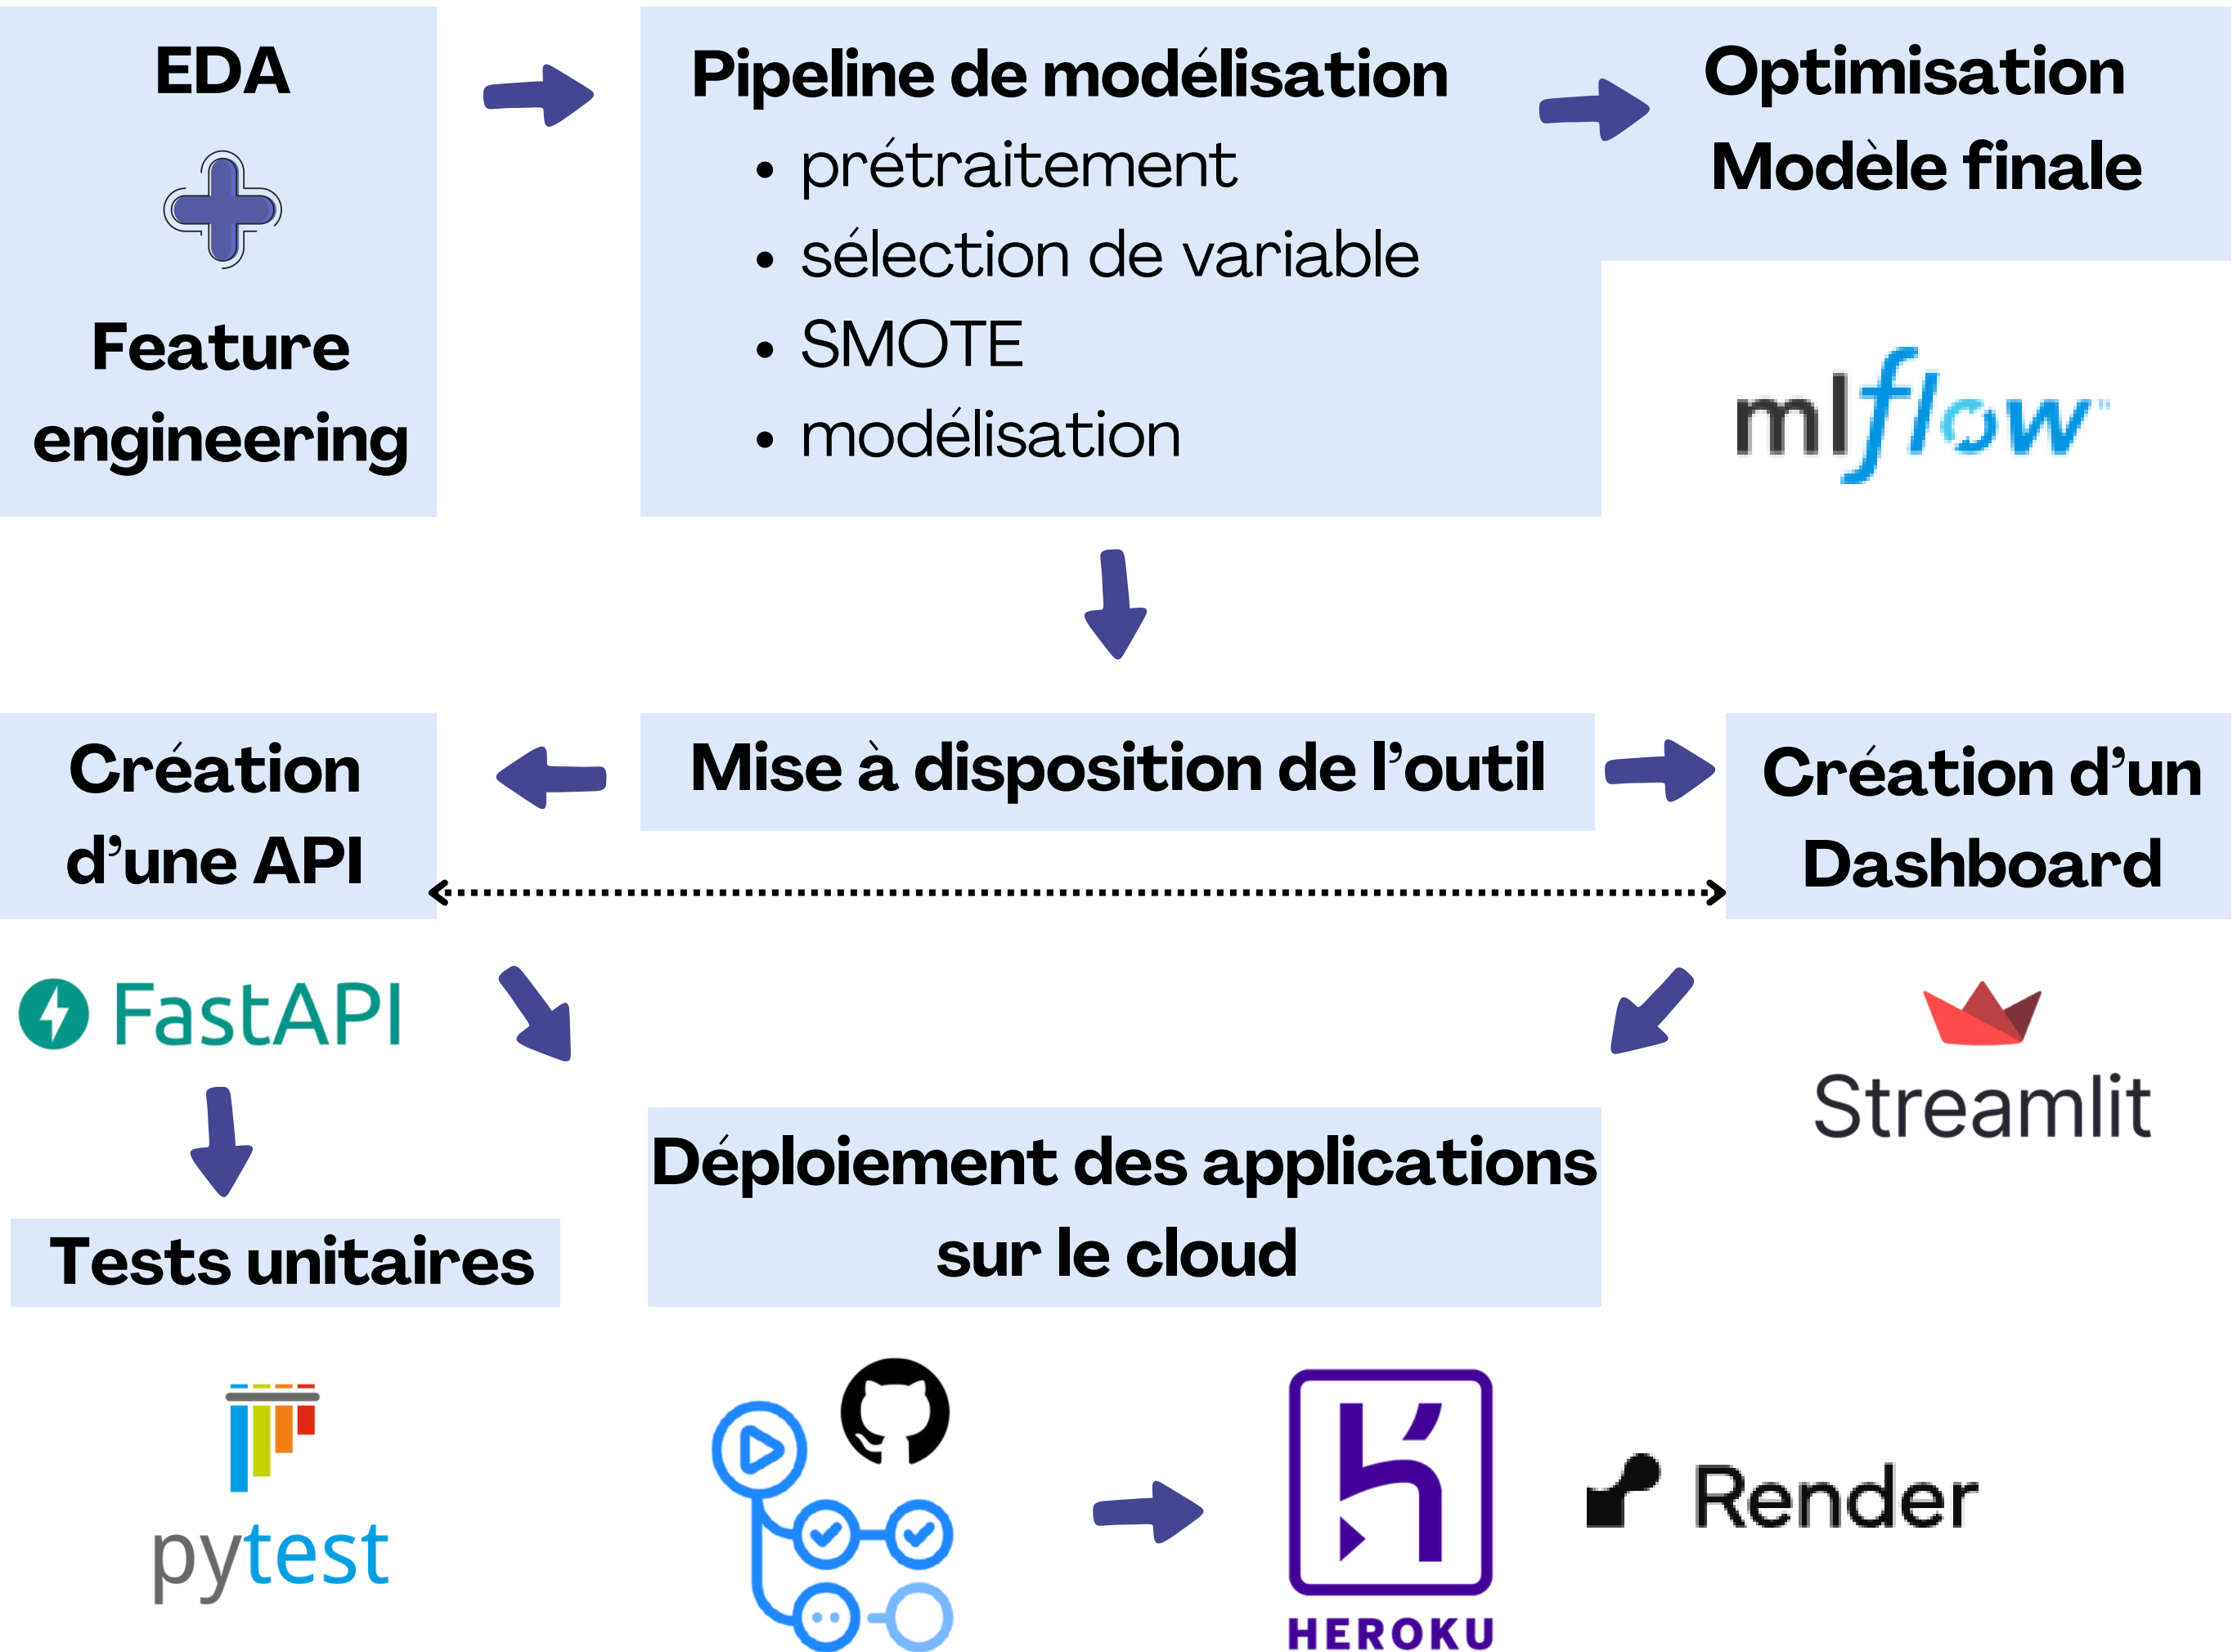 EDA
Feature
engineering
Pipeline de modélisation
• prétraitement
• sélection de variable
• SMOTE
• modélisation
Optimisation
Modèle finale
mlflow™
Création
d'une API
Mise à disposition de l'outil
Création d'un
Dashboard
FastAPI
Streamlit
Tests unitaires
Déploiement des applications
sur le cloud
pytest
HEROKU
Render